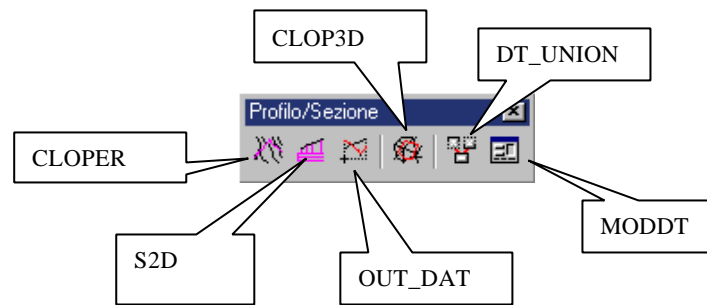 CLOP3D
DT_UNION
Profilo/Sezione
CLOPER
S2D
OUT_DAT
MODDT